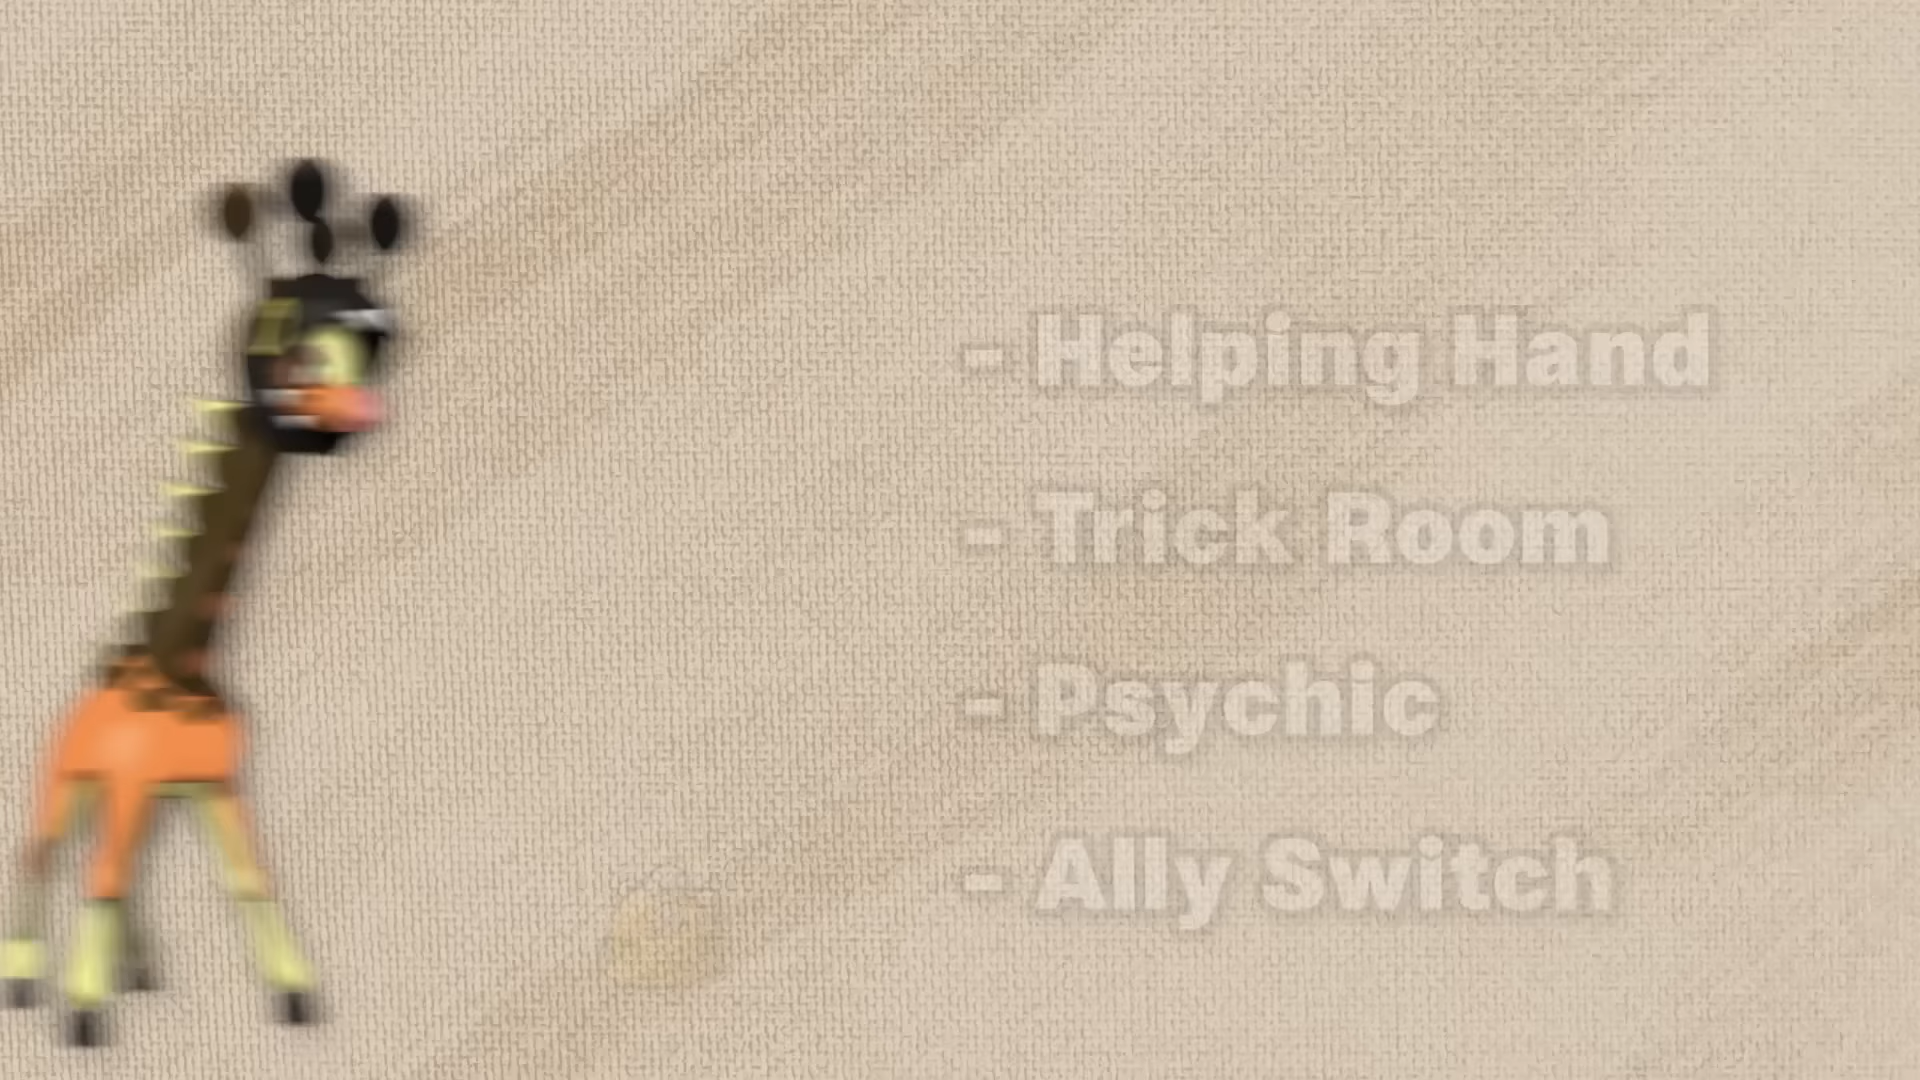 - Helping Hand
- Trick Room
- Psychic
- Ally Switch